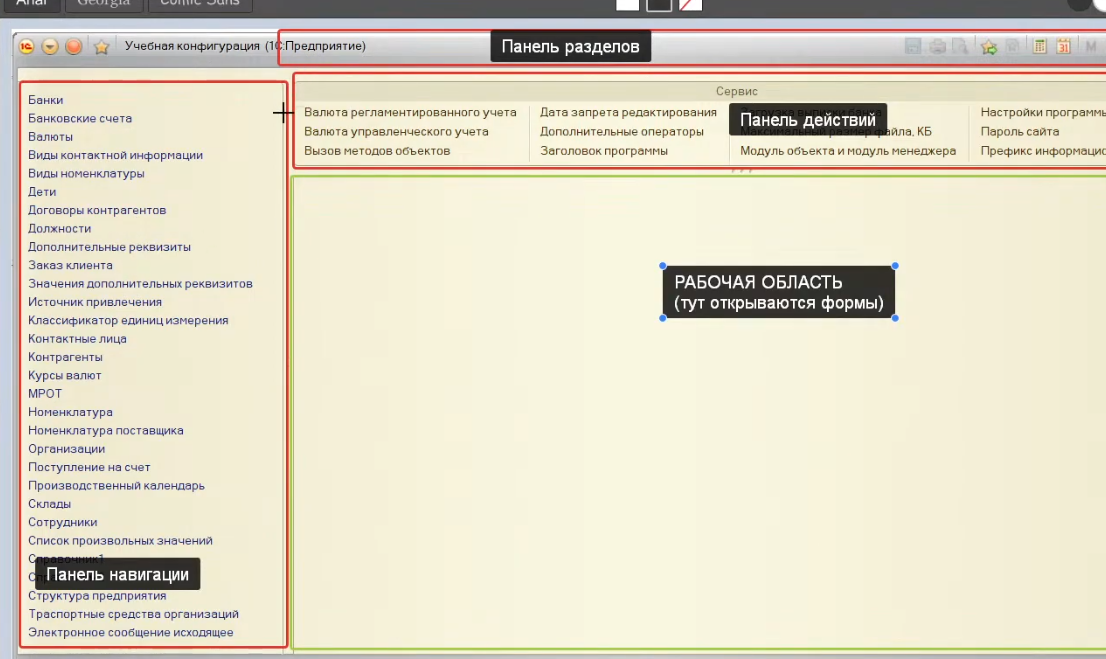 Arial
Georgia
Comic Sans
1С
Учебная конфигурация (1С:Предприятие)
Панель разделов
31
M
Сервис
Валюта регламентированного учета
Дата запрета редактирования
Настройки программы
Панель действий
Валюта управленческого учета
Дополнительные операторы
Максимальный размер файла, КБ
Пароль сайта
Вызов методов объектов
Заголовок программы
Модуль объекта и модуль менеджера
Префикс информацио
Банки
Банковские счета
Валюты
Виды контактной информации
Виды номенклатуры
Дети
Договоры контрагентов
Должности
Дополнительные реквизиты
Заказ клиента
Значения дополнительных реквизитов
Источник привлечения
Классификатор единиц измерения
Контактные лица
Контрагенты
Курсы валют
МРОТ
Номенклатура
Номенклатура поставщика
Организации
Поступление на счет
Производственный календарь
Склады
Сотрудники
Список произвольных значений
Справочник1
Панель навигации
Структура предприятия
Траспортные средства организаций
Электронное сообщение исходящее
РАБОЧАЯ ОБЛАСТЬ
(тут открываются формы)